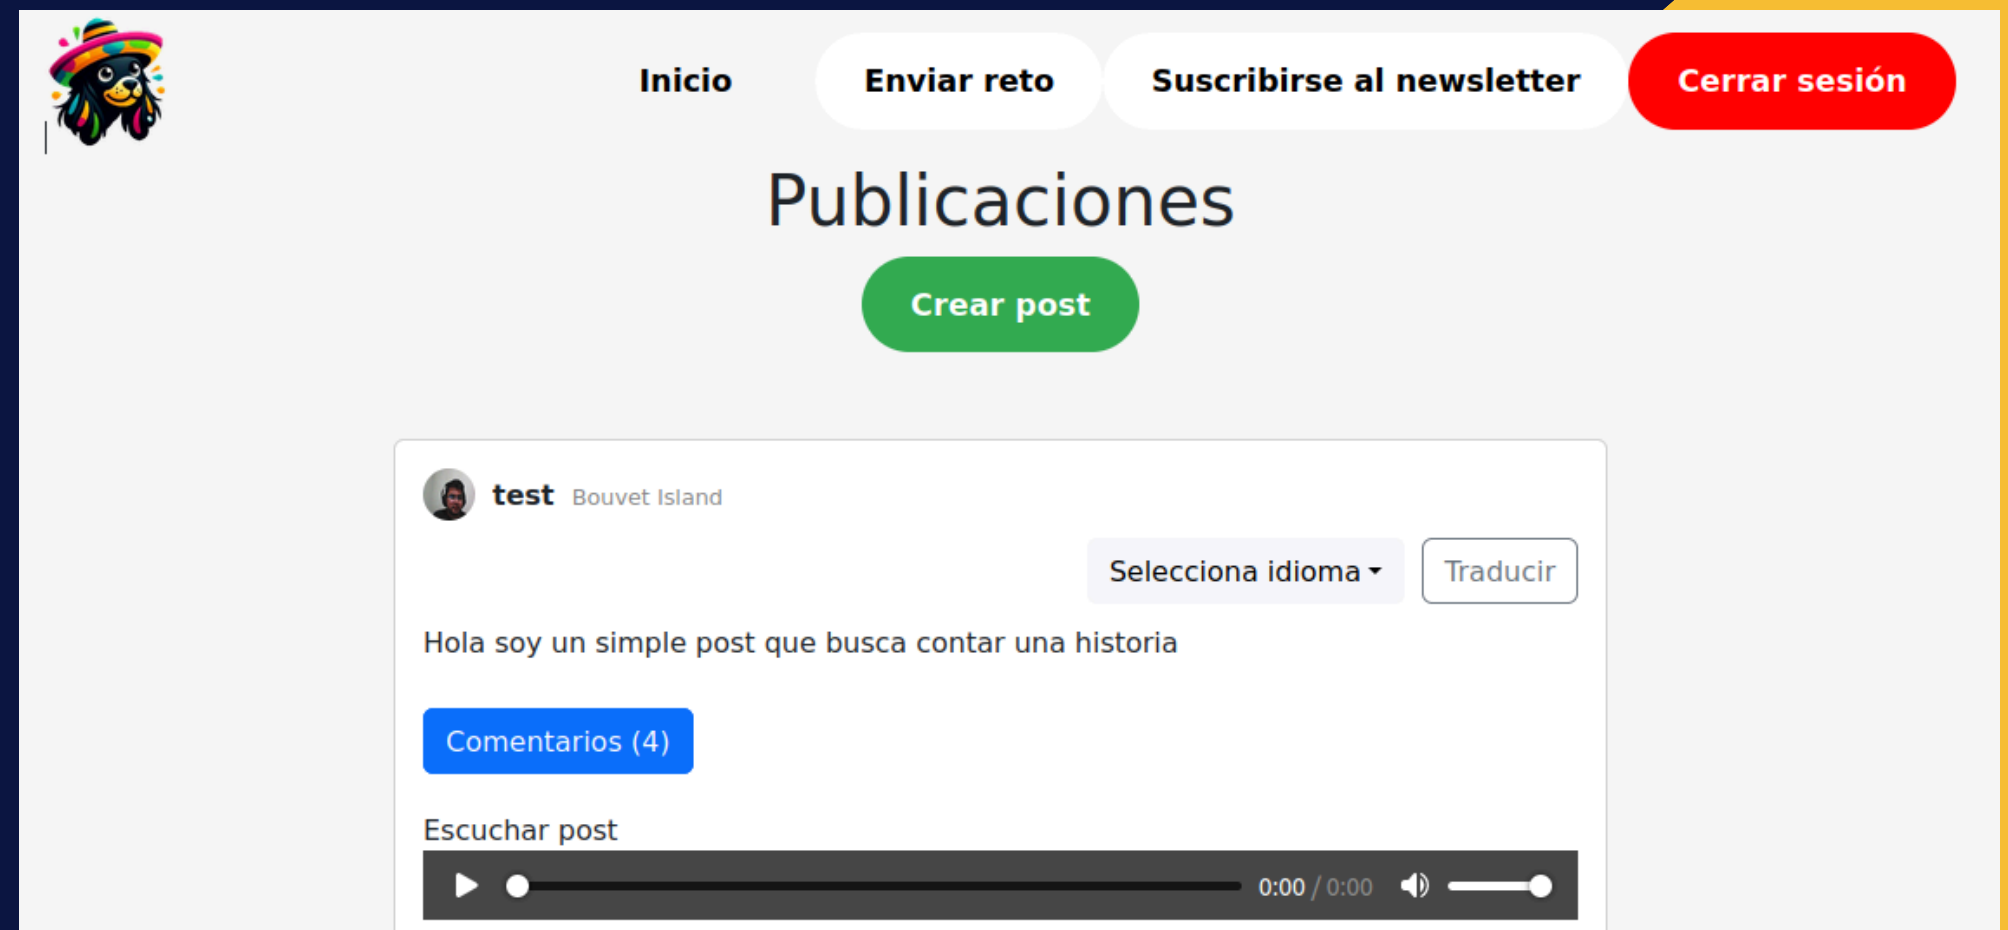 Inicio
Enviar reto
Suscribirse al newsletter
Cerrar sesión
Publicaciones
Crear post
test Bouvet Island
Selecciona idioma
Traducir
Hola soy un simple post que busca contar una historia
Comentarios (4)
Escuchar post
0:00 / 0:00